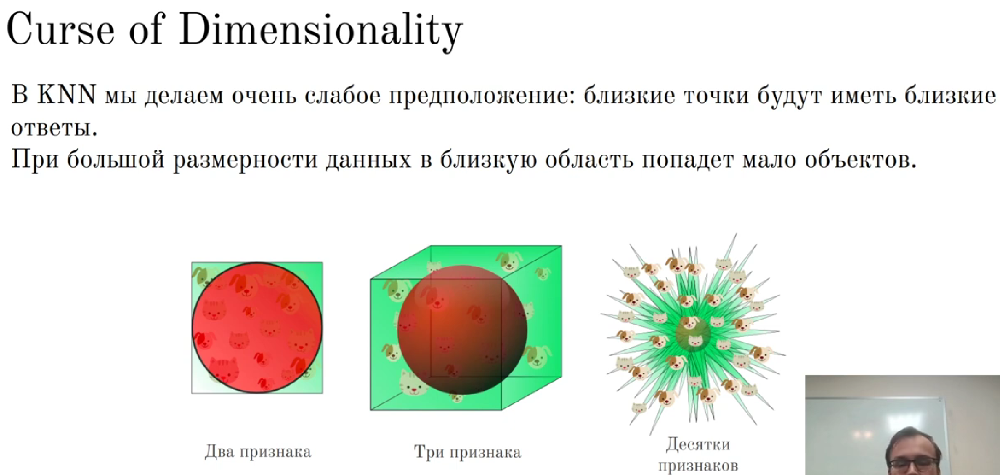 Curse of Dimensionality
В KNN мы делаем очень слабое предположение: близкие точки будут иметь близкие
ответы.
При большой размерности данных в близкую область попадет мало объектов.
Два признака
Три признака
Десятки
признаков